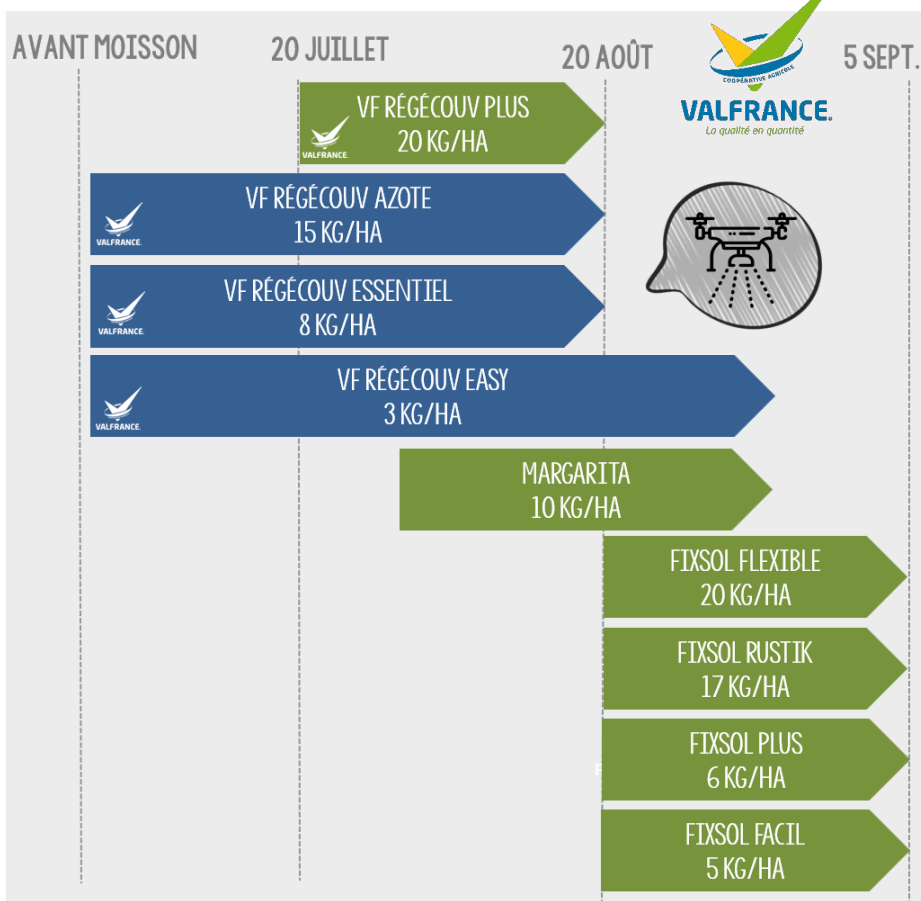 AVANT MOISSON
20 JUILLET
20 AOÛT
5 SEPT.
COOPÉRATIVE AGRICOLE
VALFRANCE.
La qualité en quantité
VF RÉGÉCOUV PLUS
20 KG/HA
VALFRANCE.
VF RÉGÉCOUV AZOTE
15 KG/HA
VALFRANCE.
VF RÉGÉCOUV ESSENTIEL
8 KG/HA
VALFRANCE.
VF RÉGÉCOUV EASY
3 KG/HA
VALFRANCE.
MARGARITA
10 KG/HA
FIXSOL FLEXIBLE
20 KG/HA
FIXSOL RUSTIK
17 KG/HA
FIXSOL PLUS
6 KG/HA
FIXSOL FACIL
5 KG/HA